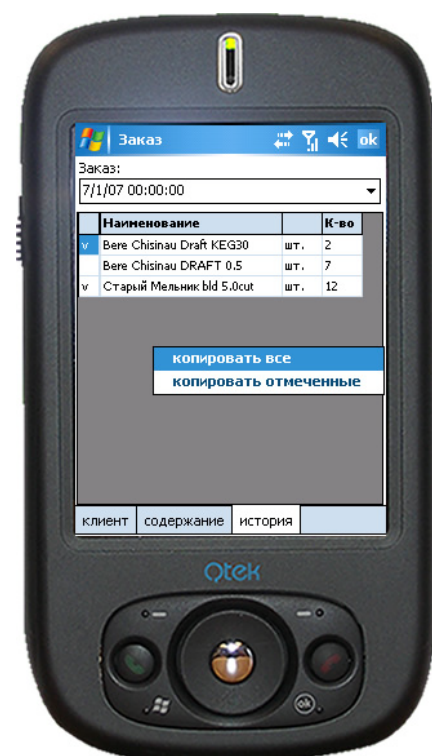 Заказ ok
Заказ:
7/1/07 00:00:00
Наименование К-во
v Bere Chisinau Draft KEG30 шт. 2
Bere Chisinau DRAFT 0.5 шт. 7
v Старый Мельник bld 5.0cut шт. 12
копировать все
копировать отмеченные
клиент содержание история
Qtek
ok